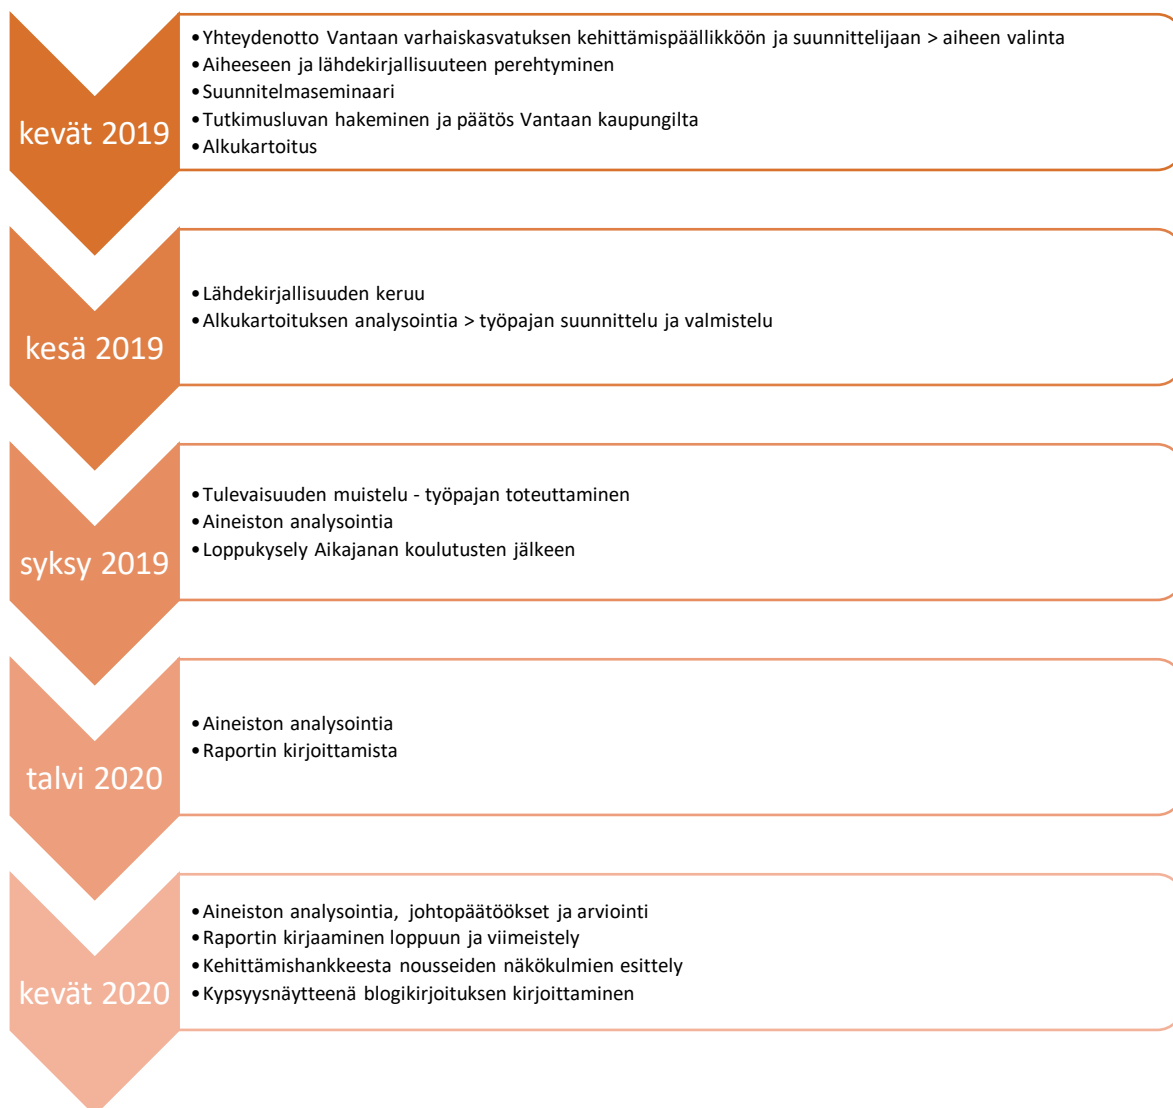 kevät 2019
•Yhteydenotto Vantaan varhaiskasvatuksen kehittämispäällikköön ja suunnittelijaan > aiheen valinta
•Aiheeseen ja lähdekirjallisuuteen perehtyminen
•Suunnitelmaseminaari
•Tutkimusluvan hakeminen ja päätös Vantaan kaupungilta
•Alkukartoitus
kesä 2019
•Lähdekirjallisuuden keruu
•Alkukartoituksen analysointia > työpajan suunnittelu ja valmistelu
syksy 2019
•Tulevaisuuden muistelu - työpajan toteuttaminen
•Aineiston analysointia
•Loppukysely Aikajanan koulutusten jälkeen
talvi 2020
•Aineiston analysointia
•Raportin kirjoittamista
kevät 2020
•Aineiston analysointia, johtopäätöökset ja arviointi
•Raportin kirjaaminen loppuun ja viimeistely
•Kehittämishankkeesta nousseiden näkökulmien esittely
•Kypsyysnäytteenä blogikirjoituksen kirjoittaminen